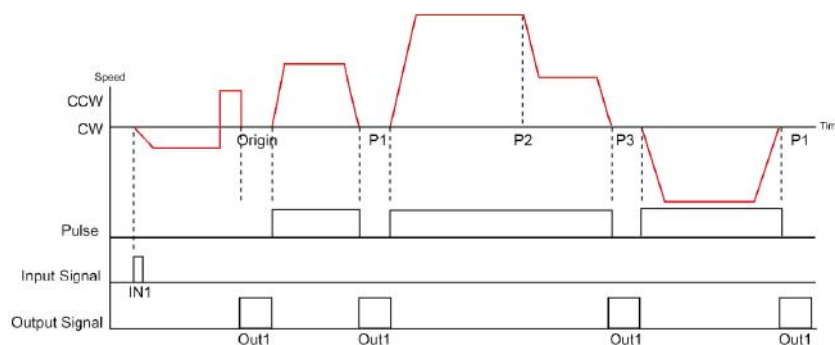 Speed
CCW
CW
Origin P1 P2 P3 P1
Pulse
Input Signal
IN1
Output Signal
Out1 Out1 Out1 Out1